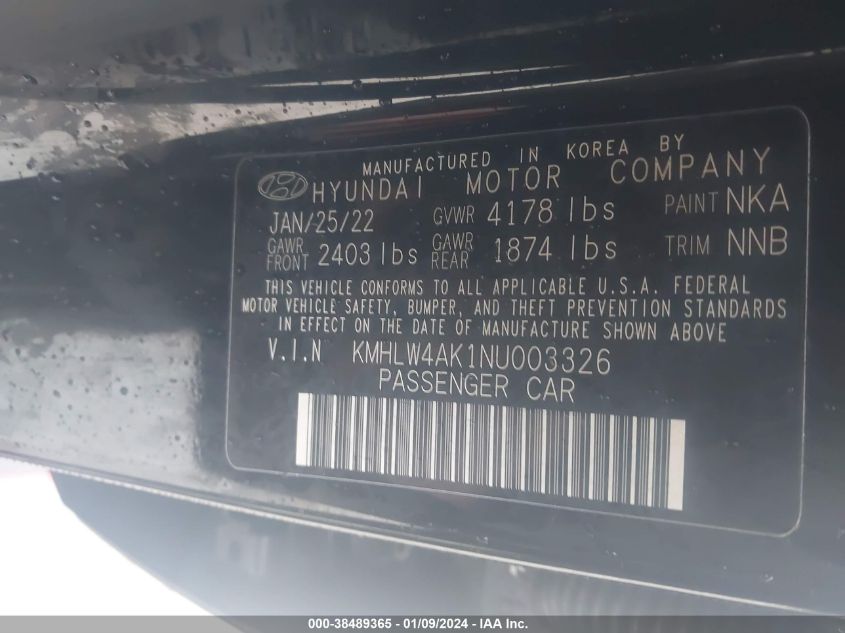 MANUFACTURED IN KOREA BY
HYUNDAI MOTOR COMPANY
JAN/25/22 GVWR 4178 lbs PAINT NKA
GAWR FRONT 2403 lbs GAWR REAR 1874 lbs TRIM NNB
THIS VEHICLE CONFORMS TO ALL APPLICABLE U.S.A. FEDERAL
MOTOR VEHICLE SAFETY, BUMPER, AND THEFT PREVENTION STANDARDS
IN EFFECT ON THE DATE OF MANUFACTURE SHOWN ABOVE
V.I.N KMHLW4AK1NU003326
PASSENGER CAR
000-38489365 - 01/09/2024 - IAA Inc.